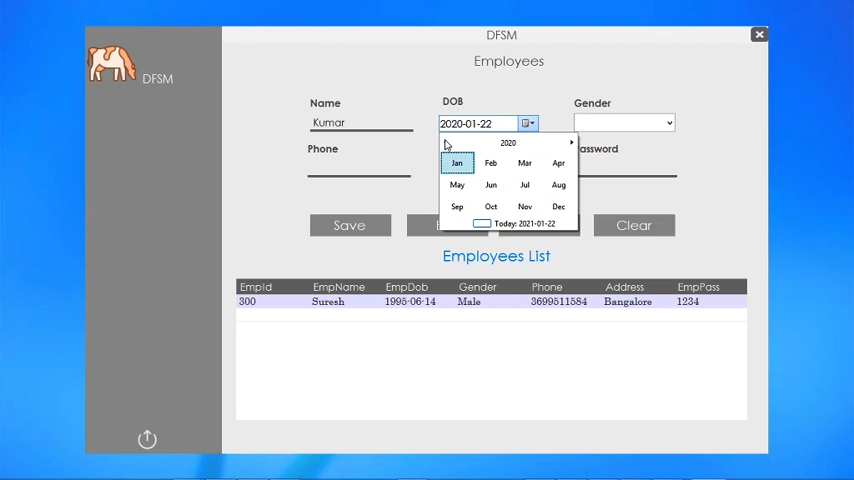 DFSM
DFSM
Employees
Name DOB Gender
Kumar 2020-01-22
Phone Password
2020
Jan Feb Mar Apr
May Jun Jul Aug
Sep Oct Nov Dec
Today: 2021-01-22
Save Clear
Employees List
EmpId EmpName EmpDob Gender Phone Address EmpPass
300 Suresh 1995-06-14 Male 3699511584 Bangalore 1234